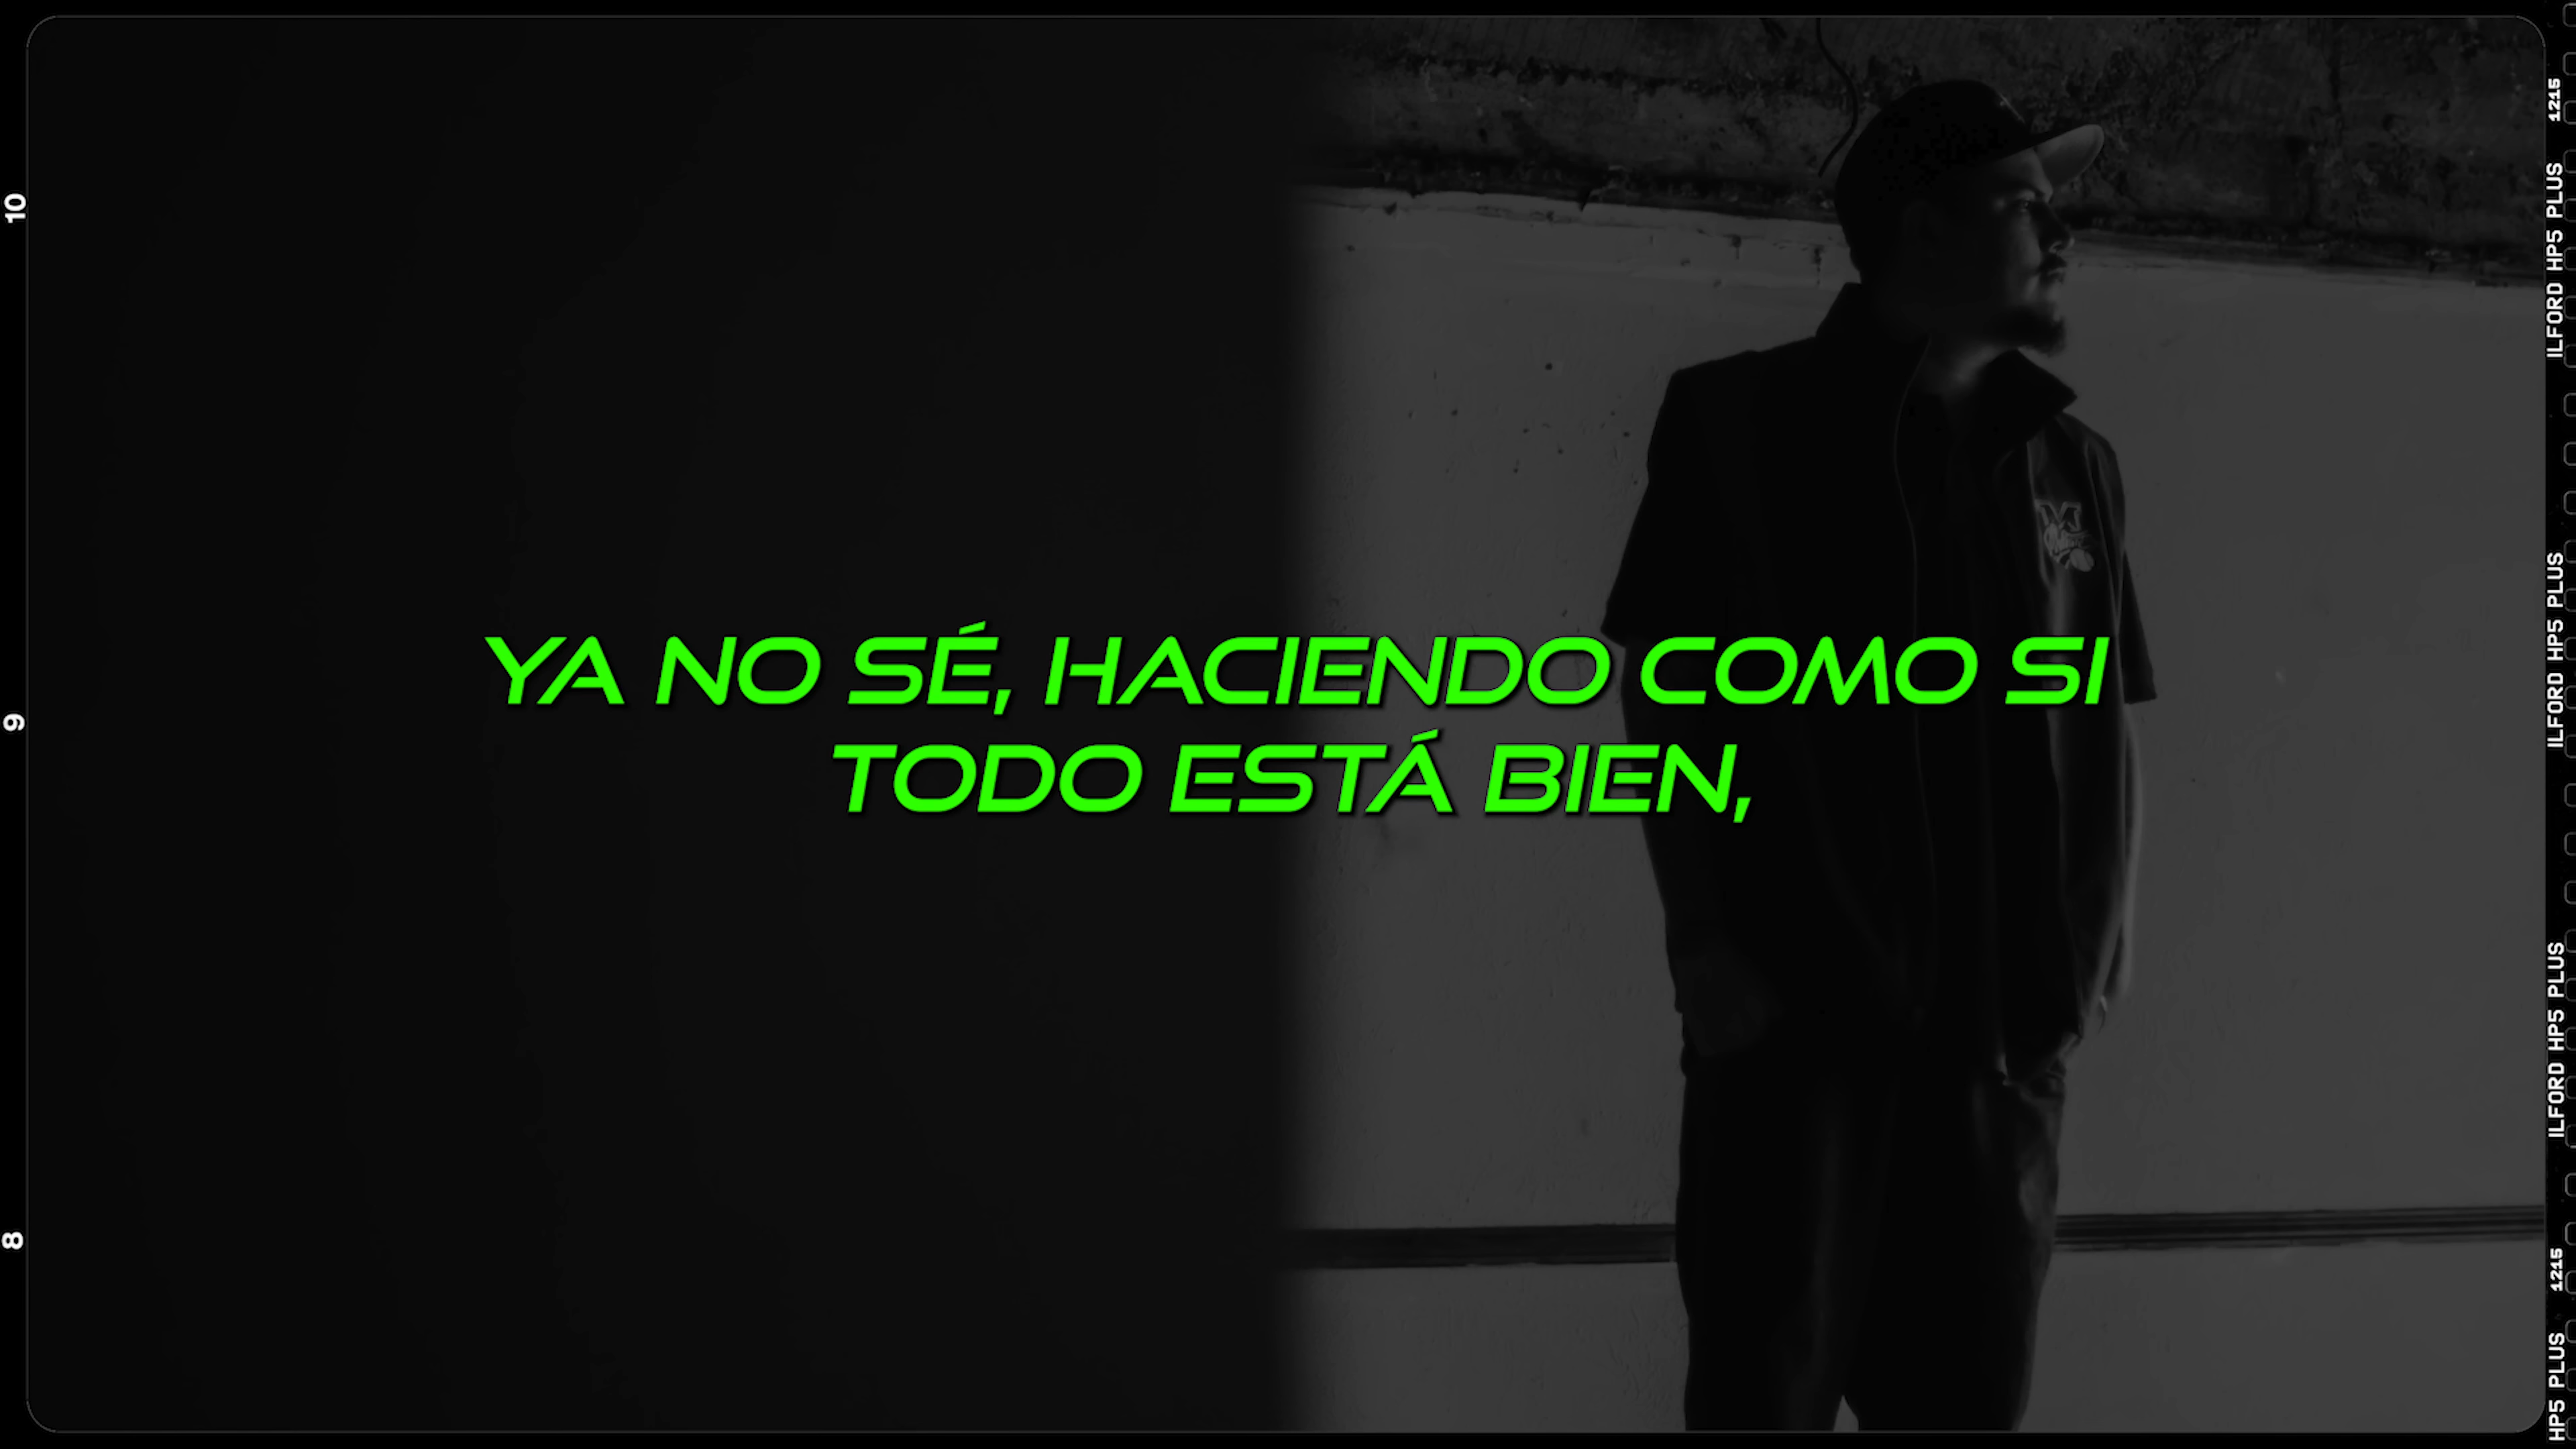 YA NO SÉ, HACIENDO COMO SI
TODO ESTÁ BIEN,
10
9
8
1215
ILFORD HP5 PLUS
ILFORD HP5 PLUS
ILFORD HP5 PLUS
1215
HP5 PLUS